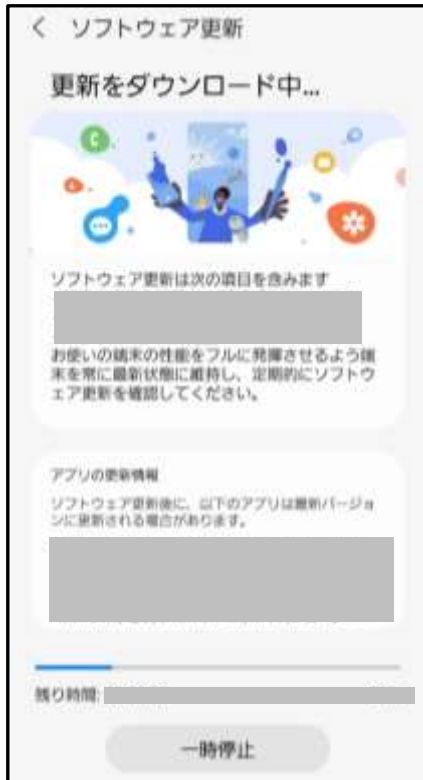 ソフトウェア更新
更新をダウンロード中...
ソフトウェア更新は次の項目を含みます
お使いの端末の性能をフルに発揮させるよう端
末を常に最新状態に維持し、定期的にソフトウ
ェア更新を確認してください。
アプリの更新情報
ソフトウェア更新後に、以下のアプリは最新バージョ
ンに更新される場合があります。
残り時間:
一時停止